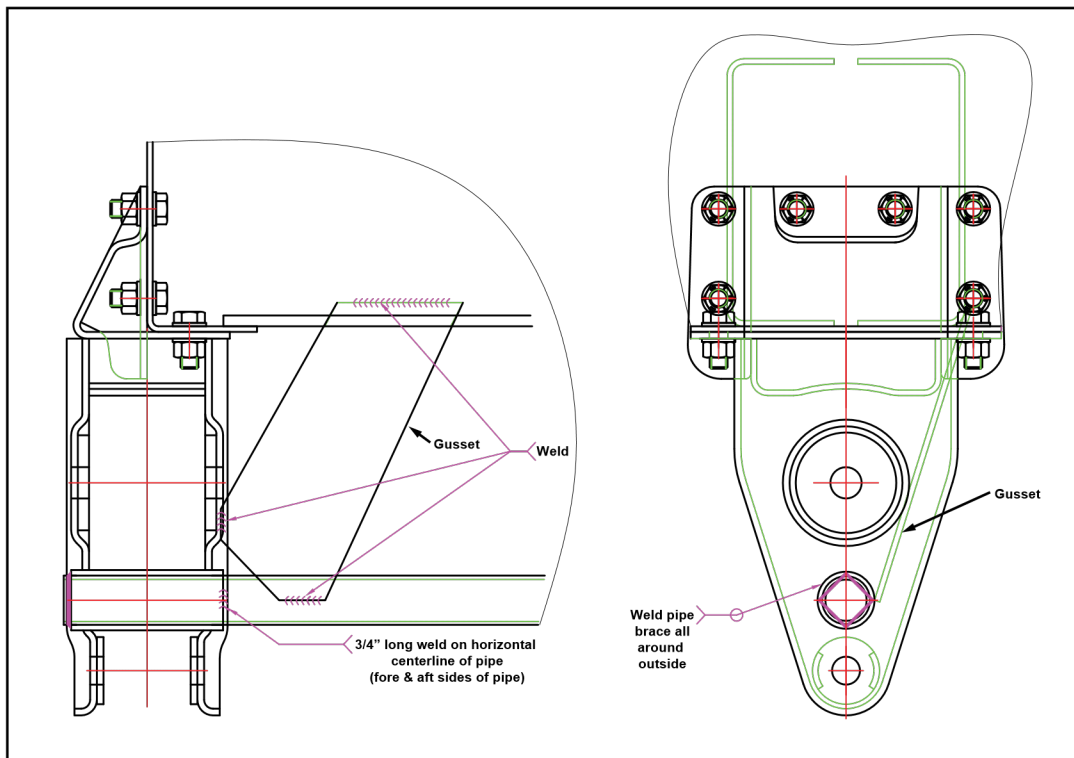 Gusset
Weld
3/4” long weld on horizontal
centerline of pipe
(fore & aft sides of pipe)
Gusset
Weld pipe
brace all
around
outside